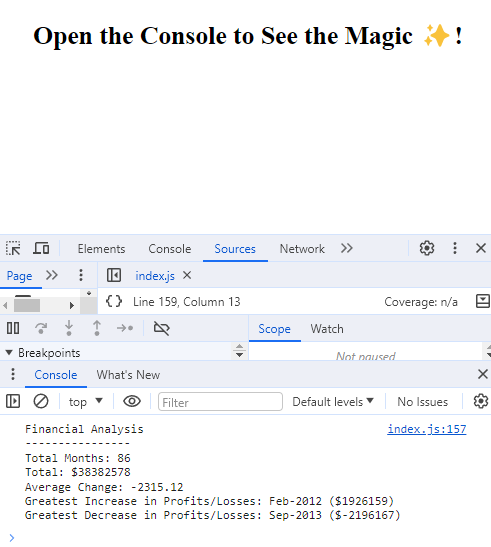 Open the Console to See the Magic ✨!
Elements Console Sources Network
Page index.js
{} Line 159, Column 13 Coverage: n/a
Scope Watch
Breakpoints
Not paused
Console What's New
top Filter Default levels No Issues
Financial Analysis index.js:157
----------------
Total Months: 86
Total: $38382578
Average Change: -2315.12
Greatest Increase in Profits/Losses: Feb-2012 ($1926159)
Greatest Decrease in Profits/Losses: Sep-2013 ($-2196167)